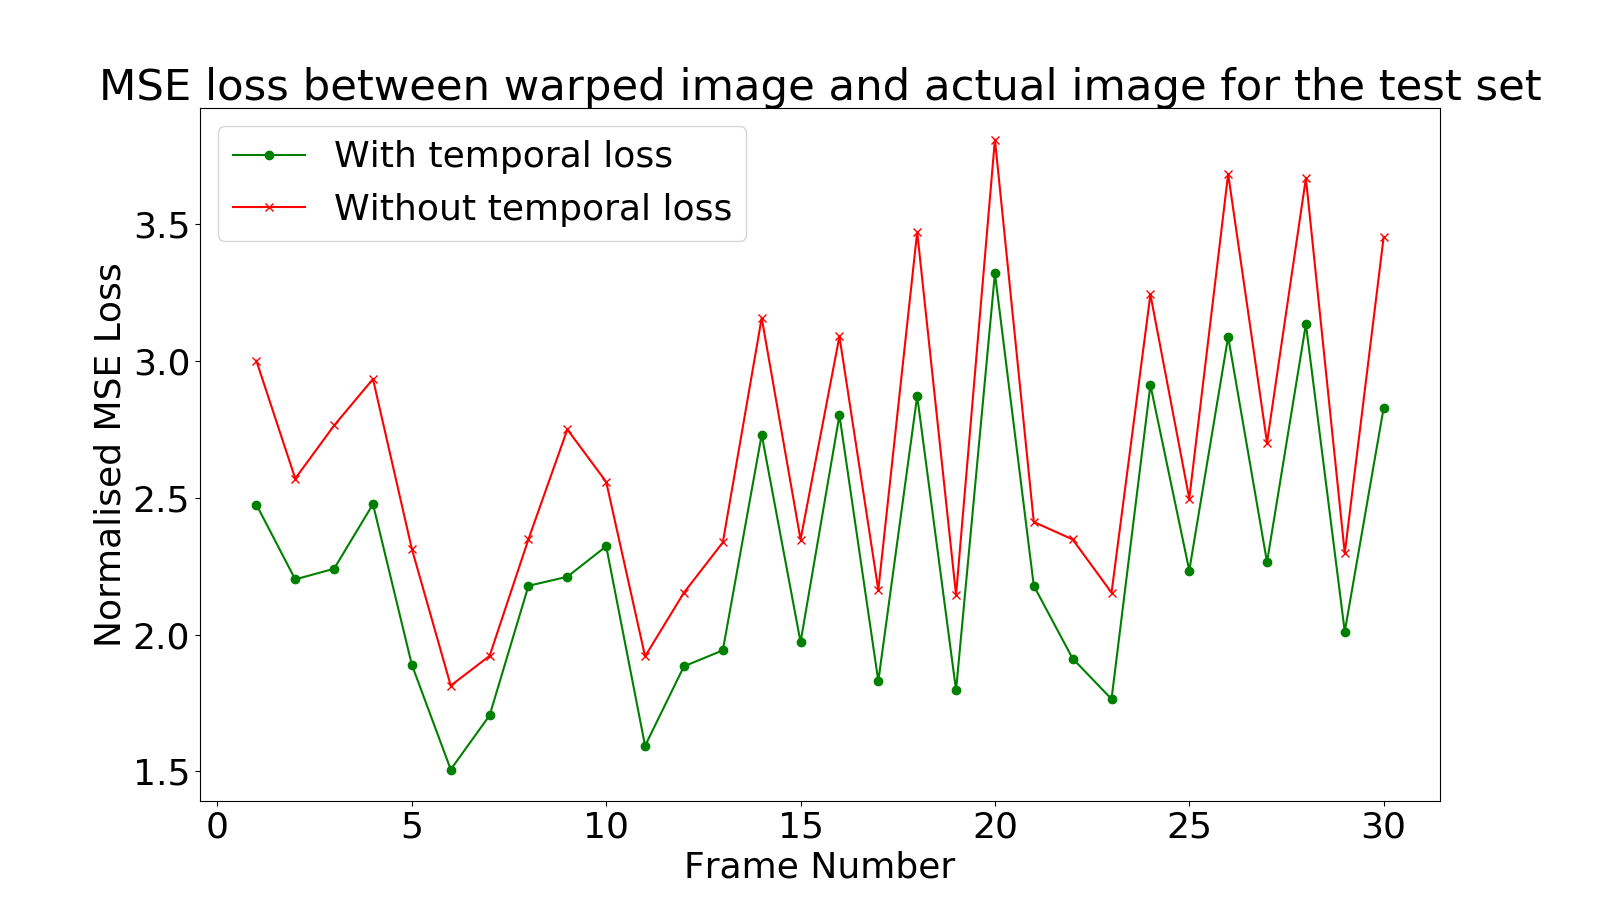 MSE loss between warped image and actual image for the test set
With temporal loss
Without temporal loss
Normalised MSE Loss
3.5
3.0
2.5
2.0
1.5
0 5 10 15 20 25 30
Frame Number